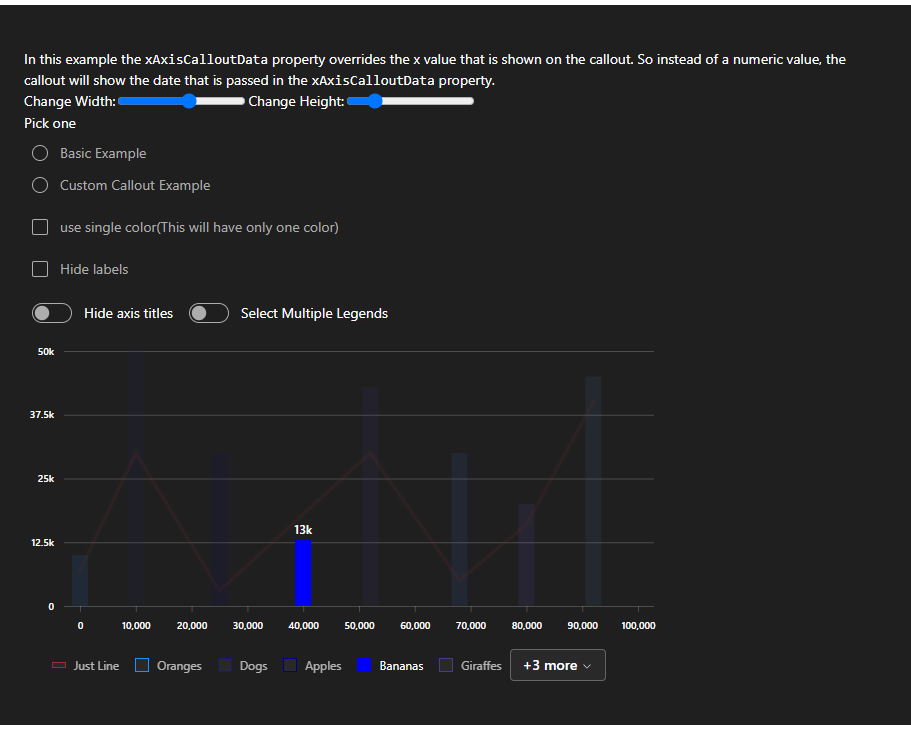 In this example the xAxisCalloutData property overrides the x value that is shown on the callout. So instead of a numeric value, the
callout will show the date that is passed in the xAxisCalloutData property.
Change Width: Change Height:
Pick one
Basic Example
Custom Callout Example
use single color(This will have only one color)
Hide labels
Hide axis titles Select Multiple Legends
50k
37.5k
25k
13k
12.5k
0
0 10,000 20,000 30,000 40,000 50,000 60,000 70,000 80,000 90,000 100,000
Just Line Oranges Dogs Apples Bananas Giraffes +3 more